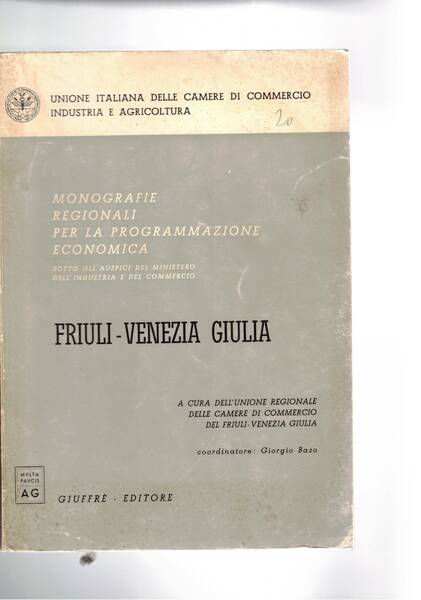 UNIONE ITALIANA DELLE CAMERE DI COMMERCIO
INDUSTRIA E AGRICOLTURA
20
MONOGRAFIE
REGIONALI
PER LA PROGRAMMAZIONE
ECONOMICA
SOTTO GLI AUSPICI DEL MINISTERO
DELL'INDUSTRIA E DEL COMMERCIO
FRIULI-VENEZIA GIULIA
A CURA DELL'UNIONE REGIONALE
DELLE CAMERE DI COMMERCIO
DEL FRIULI-VENEZIA GIULIA
coordinatore: Giorgio Bazo
MVLTA
PAVCIS
AG
GIUFFRÈ - EDITORE